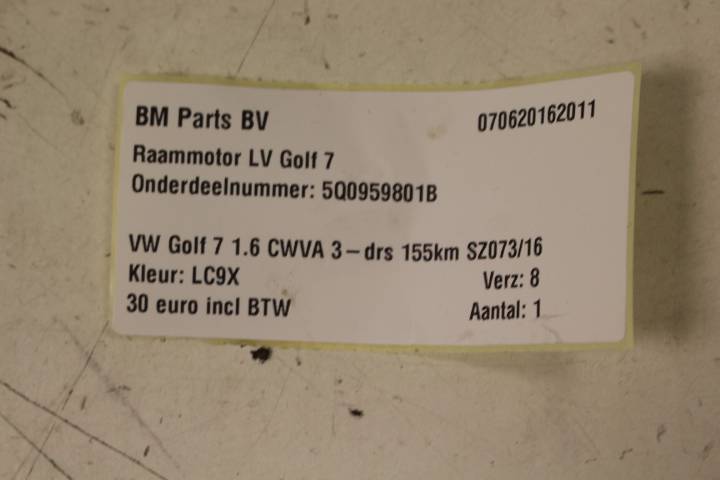 BM Parts BV 070620162011
Raammotor LV Golf 7
Onderdeelnummer: 5Q0959801B
VW Golf 7 1.6 CWVA 3-drs 155km SZ073/16
Kleur: LC9X Verz: 8
30 euro incl BTW Aantal: 1